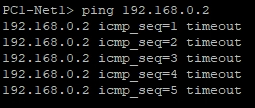 PC1-Net1> ping 192.168.0.2
192.168.0.2 icmp_seq=1 timeout
192.168.0.2 icmp_seq=2 timeout
192.168.0.2 icmp_seq=3 timeout
192.168.0.2 icmp_seq=4 timeout
192.168.0.2 icmp_seq=5 timeout